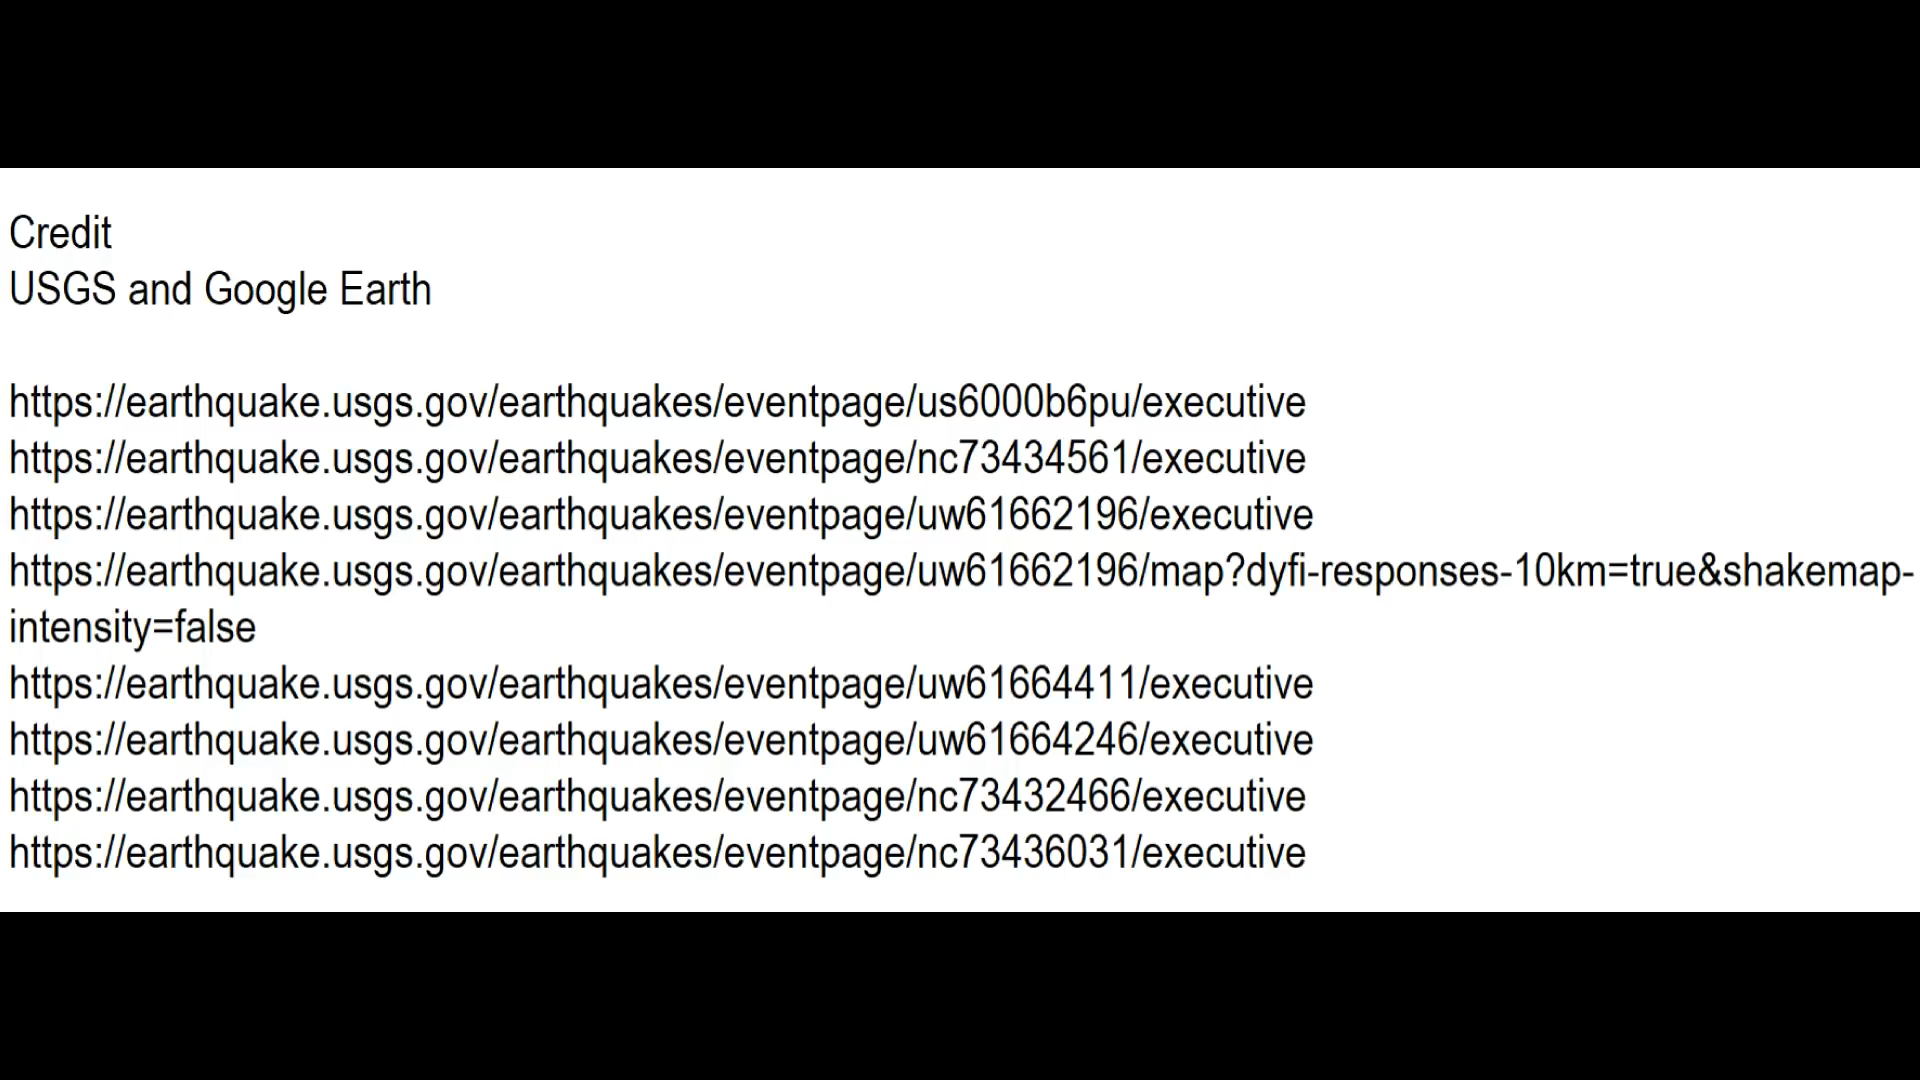 Credit
USGS and Google Earth
https://earthquake.usgs.gov/earthquakes/eventpage/us6000b6pu/executive
https://earthquake.usgs.gov/earthquakes/eventpage/nc73434561/executive
https://earthquake.usgs.gov/earthquakes/eventpage/uw61662196/executive
https://earthquake.usgs.gov/earthquakes/eventpage/uw61662196/map?dyfi-responses-10km=true&shakemap-
intensity=false
https://earthquake.usgs.gov/earthquakes/eventpage/uw61664411/executive
https://earthquake.usgs.gov/earthquakes/eventpage/uw61664246/executive
https://earthquake.usgs.gov/earthquakes/eventpage/nc73432466/executive
https://earthquake.usgs.gov/earthquakes/eventpage/nc73436031/executive